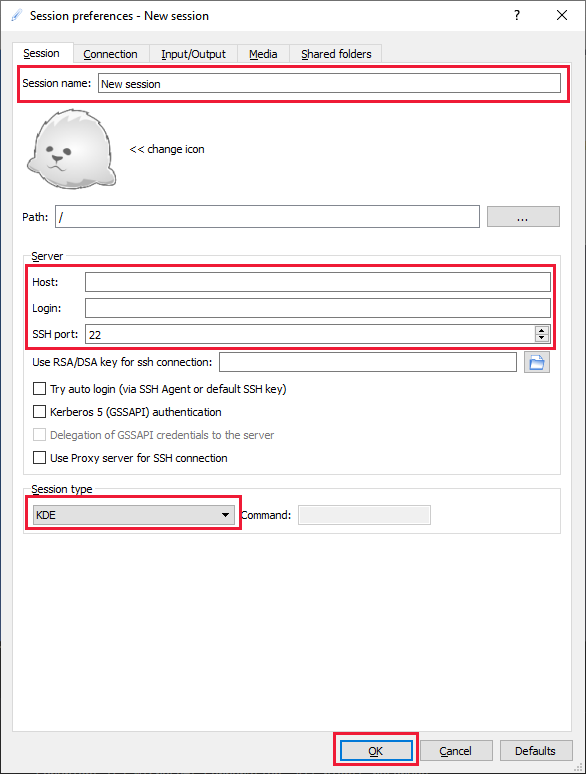 Session preferences - New session ?
Session Connection Input/Output Media Shared folders
Session name: New session
<< change icon
Path: / ...
Server
Host:
Login:
SSH port: 22
Use RSA/DSA key for ssh connection:
Try auto login (via SSH Agent or default SSH key)
Kerberos 5 (GSSAPI) authentication
Delegation of GSSAPI credentials to the server
Use Proxy server for SSH connection
Session type
KDE Command:
OK Cancel Defaults